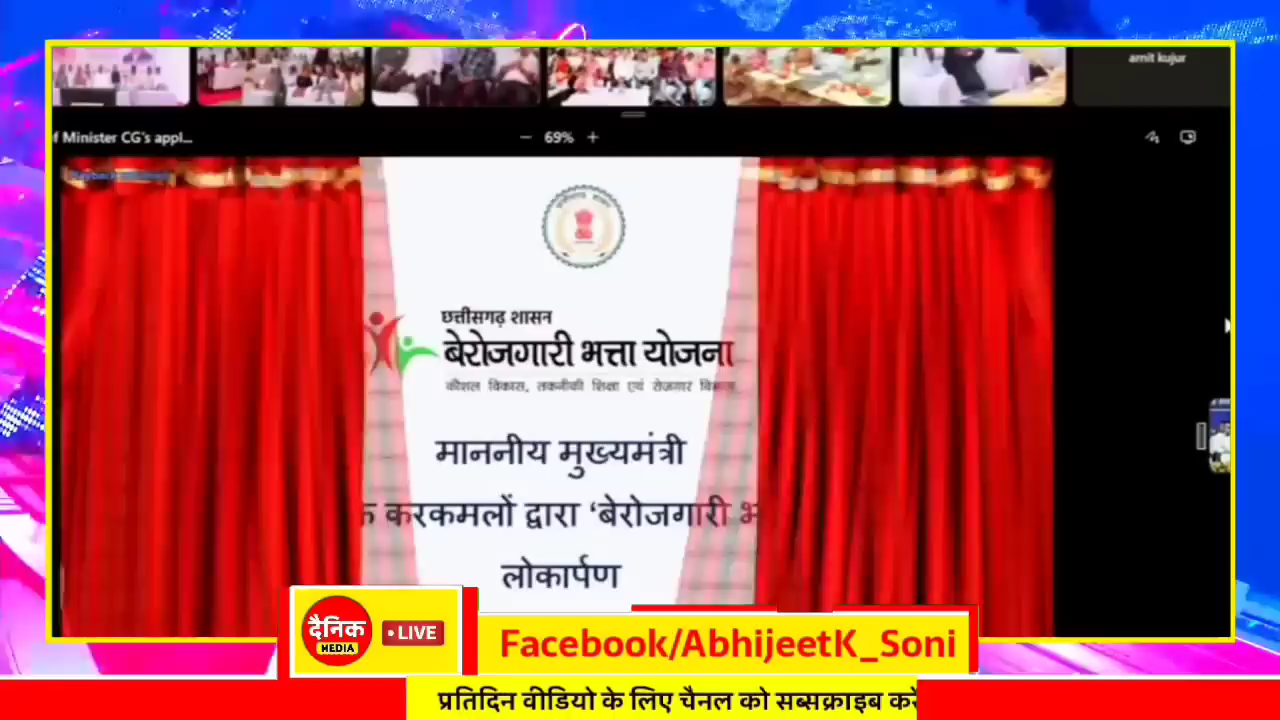 amit kujur
f Minister CG's appl...
69%
छत्तीसगढ़ शासन
बेरोजगारी भत्ता योजना
कौशल विकास, तकनीकी शिक्षा एवं रोजगार
माननीय मुख्यमंत्री
करकमलों द्वारा ‘बेरोजगारी
लोकार्पण
दैनिक
MEDIA
• LIVE
Facebook/AbhijeetK_Soni
प्रतिदिन वीडियो के लिए चैनल को सब्सक्राइब करें